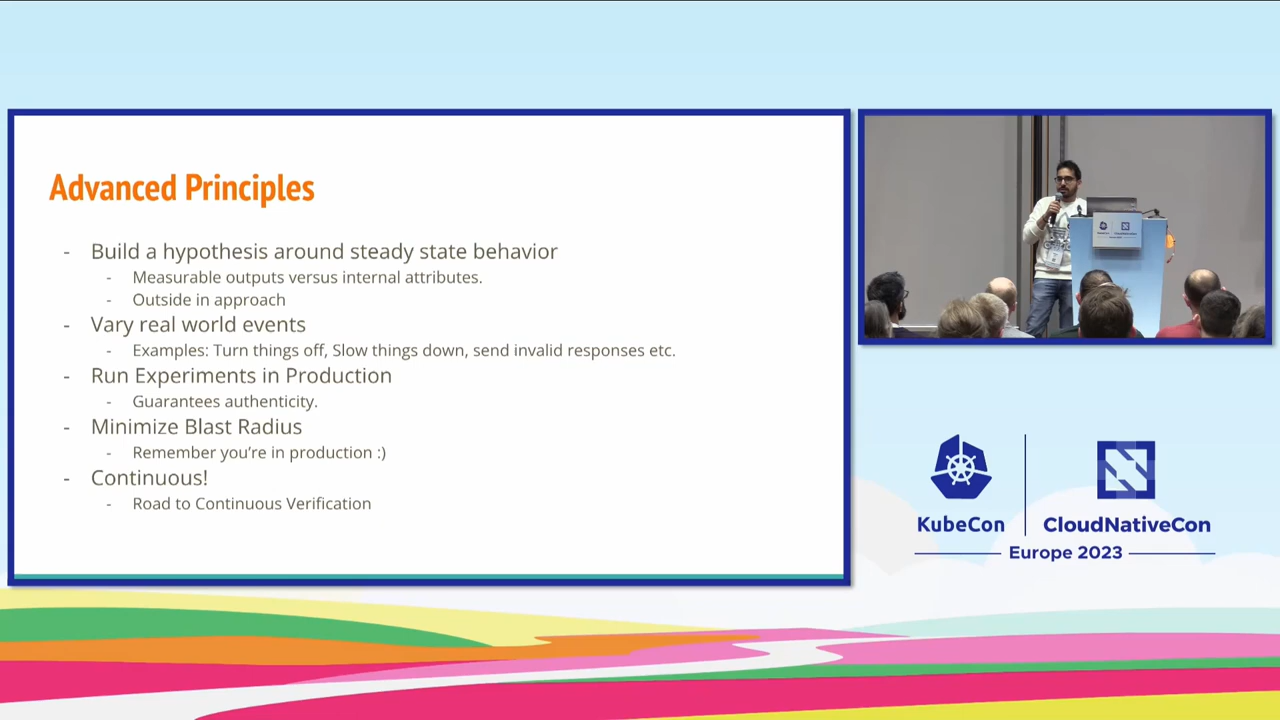 Advanced Principles
- Build a hypothesis around steady state behavior
- Measurable outputs versus internal attributes.
- Outside in approach
- Vary real world events
- Examples: Turn things off, Slow things down, send invalid responses etc.
- Run Experiments in Production
- Guarantees authenticity.
- Minimize Blast Radius
- Remember you're in production :)
- Continuous!
- Road to Continuous Verification
KubeCon
CloudNativeCon
Europe 2023